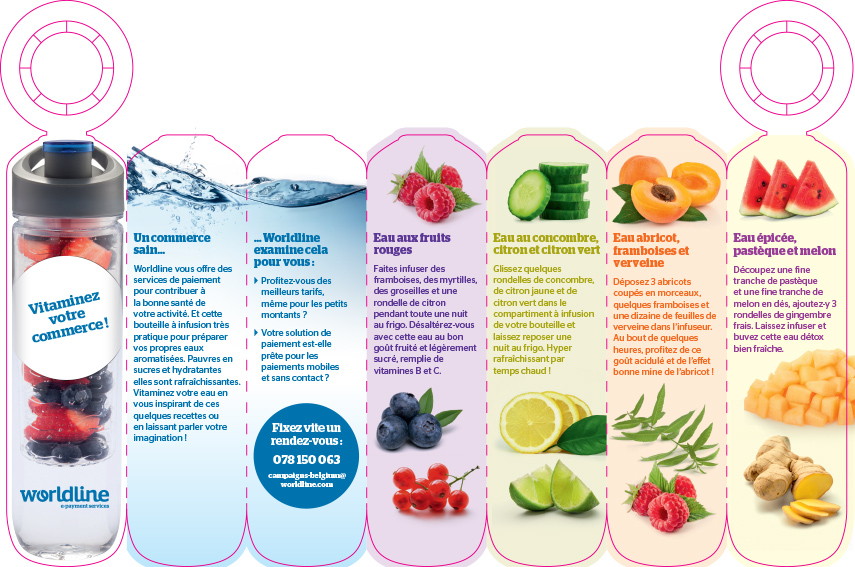 Vitaminez
votre
commerce !
worldline
e-payment services
Un commerce
sain...
Worldline vous offre des
services de paiement
pour contribuer à
la bonne santé de
votre activité. Et cette
bouteille à infusion très
pratique pour préparer
vos propres eaux
aromatisées. Pauvres en
sucres et hydratantes
elles sont rafraîchissantes.
Vitaminez votre eau en
vous inspirant de ces
quelques recettes ou
en laissant parler votre
imagination !
... Worldline
examine cela
pour vous :
Profitez-vous des
meilleurs tarifs,
même pour les petits
montants ?
Votre solution de
paiement est-elle
prête pour les
paiements mobiles
et sans contact ?
Fixez vite un
rendez-vous :
078 150 063
campaigns-belgium@
worldline.com
Eau aux fruits
rouges
Faites infuser des
framboises, des myrtilles,
des groseilles et une
rondelle de citron
pendant toute une nuit
au frigo. Désaltérez-vous
avec cette eau au bon
goût fruité et légèrement
sucré, remplie de
vitamines B et C.
Eau au concombre,
citron et citron vert
Glissez quelques
rondelles de concombre,
de citron jaune et de
citron vert dans le
compartiment à infusion
de votre bouteille et
laissez reposer une
nuit au frigo. Hyper
rafraîchissant par
temps chaud !
Eau abricot,
framboises et
verveine
Déposez 3 abricots
coupés en morceaux,
quelques framboises et
une dizaine de feuilles de
verveine dans l'infuseur.
Au bout de quelques
heures, profitez de ce
goût acidulé et de l'effet
bonne mine de l'abricot !
Eau épicée,
pastèque et melon
Découpez une fine
tranche de pastèque
et une fine tranche de
melon en dés, ajoutez-y 3
rondelles de gingembre
frais. Laissez infuser et
buvez cette eau détox
bien fraîche.